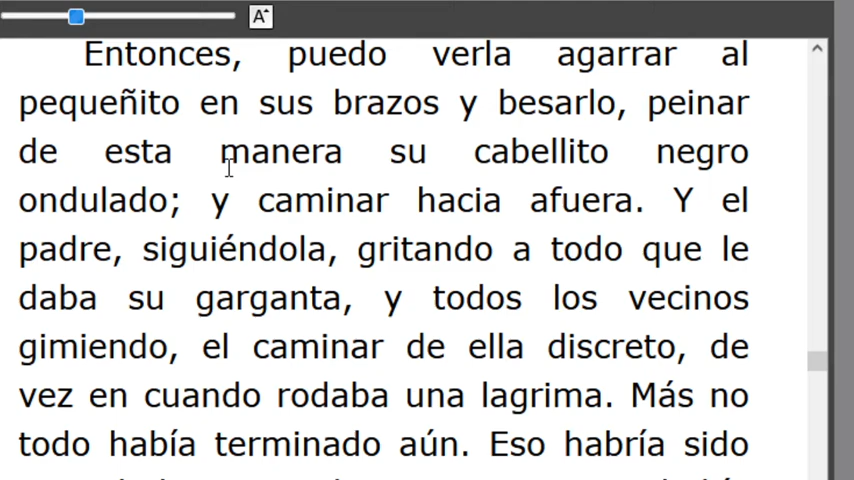 A
Entonces, puedo verla agarrar al
pequeñito en sus brazos y besarlo, peinar
de esta manera su cabellito negro
ondulado; y caminar hacia afuera. Y el
padre, siguiéndola, gritando a todo que le
daba su garganta, y todos los vecinos
gimiendo, el caminar de ella discreto, de
vez en cuando rodaba una lagrima. Más no
todo había terminado aún. Eso habría sido